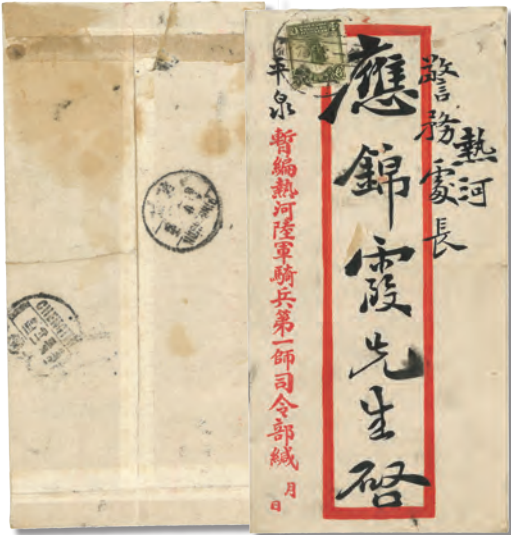 熱河
警務處長
應錦霞先生啓
平泉
暫編熱河陸軍騎兵第一師司令部緘
月
日